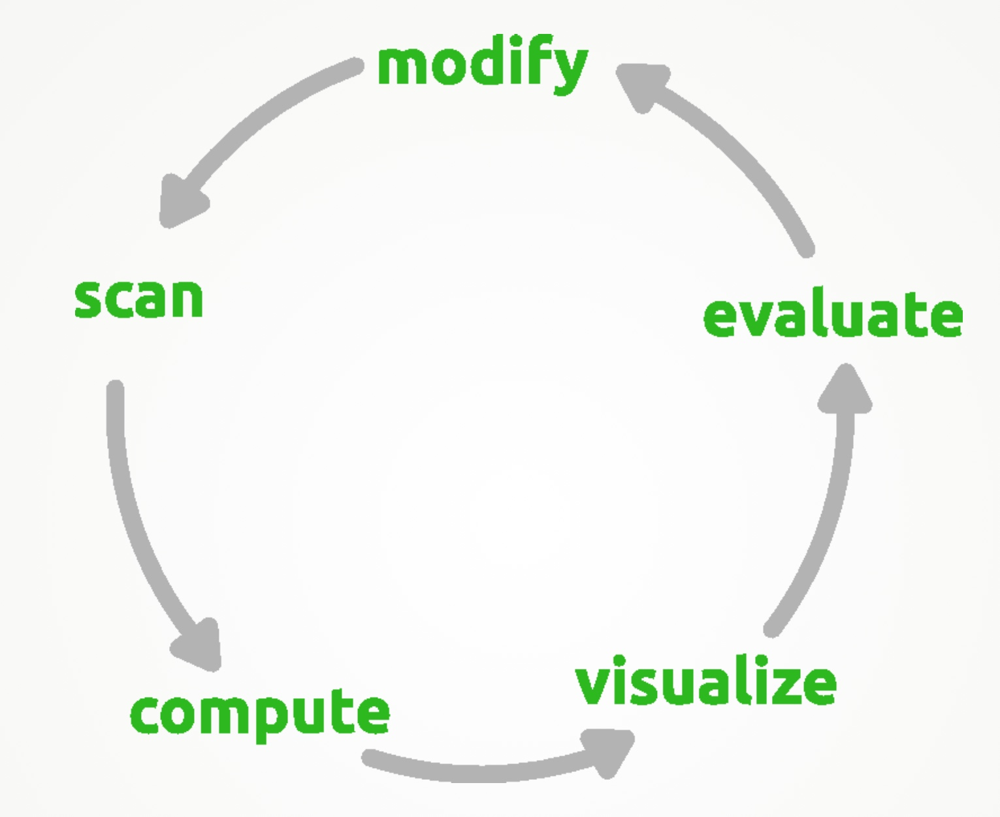 modify
scan
evaluate
visualize
compute